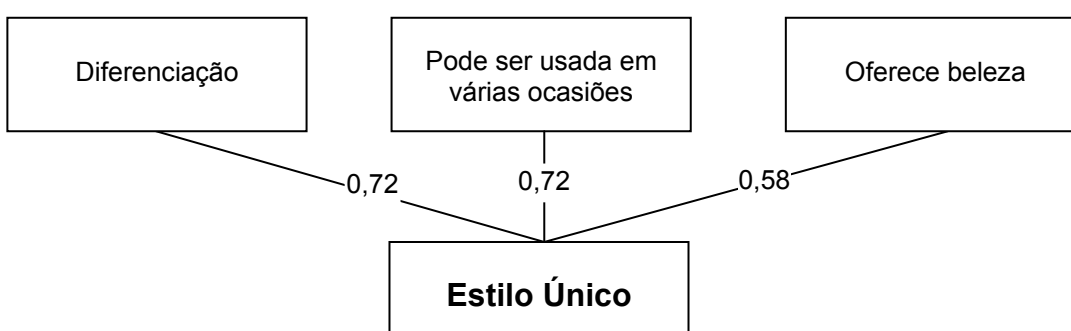 Diferenciação
Pode ser usada em
várias ocasiões
Oferece beleza
0,72
0,72
0,58
Estilo Único